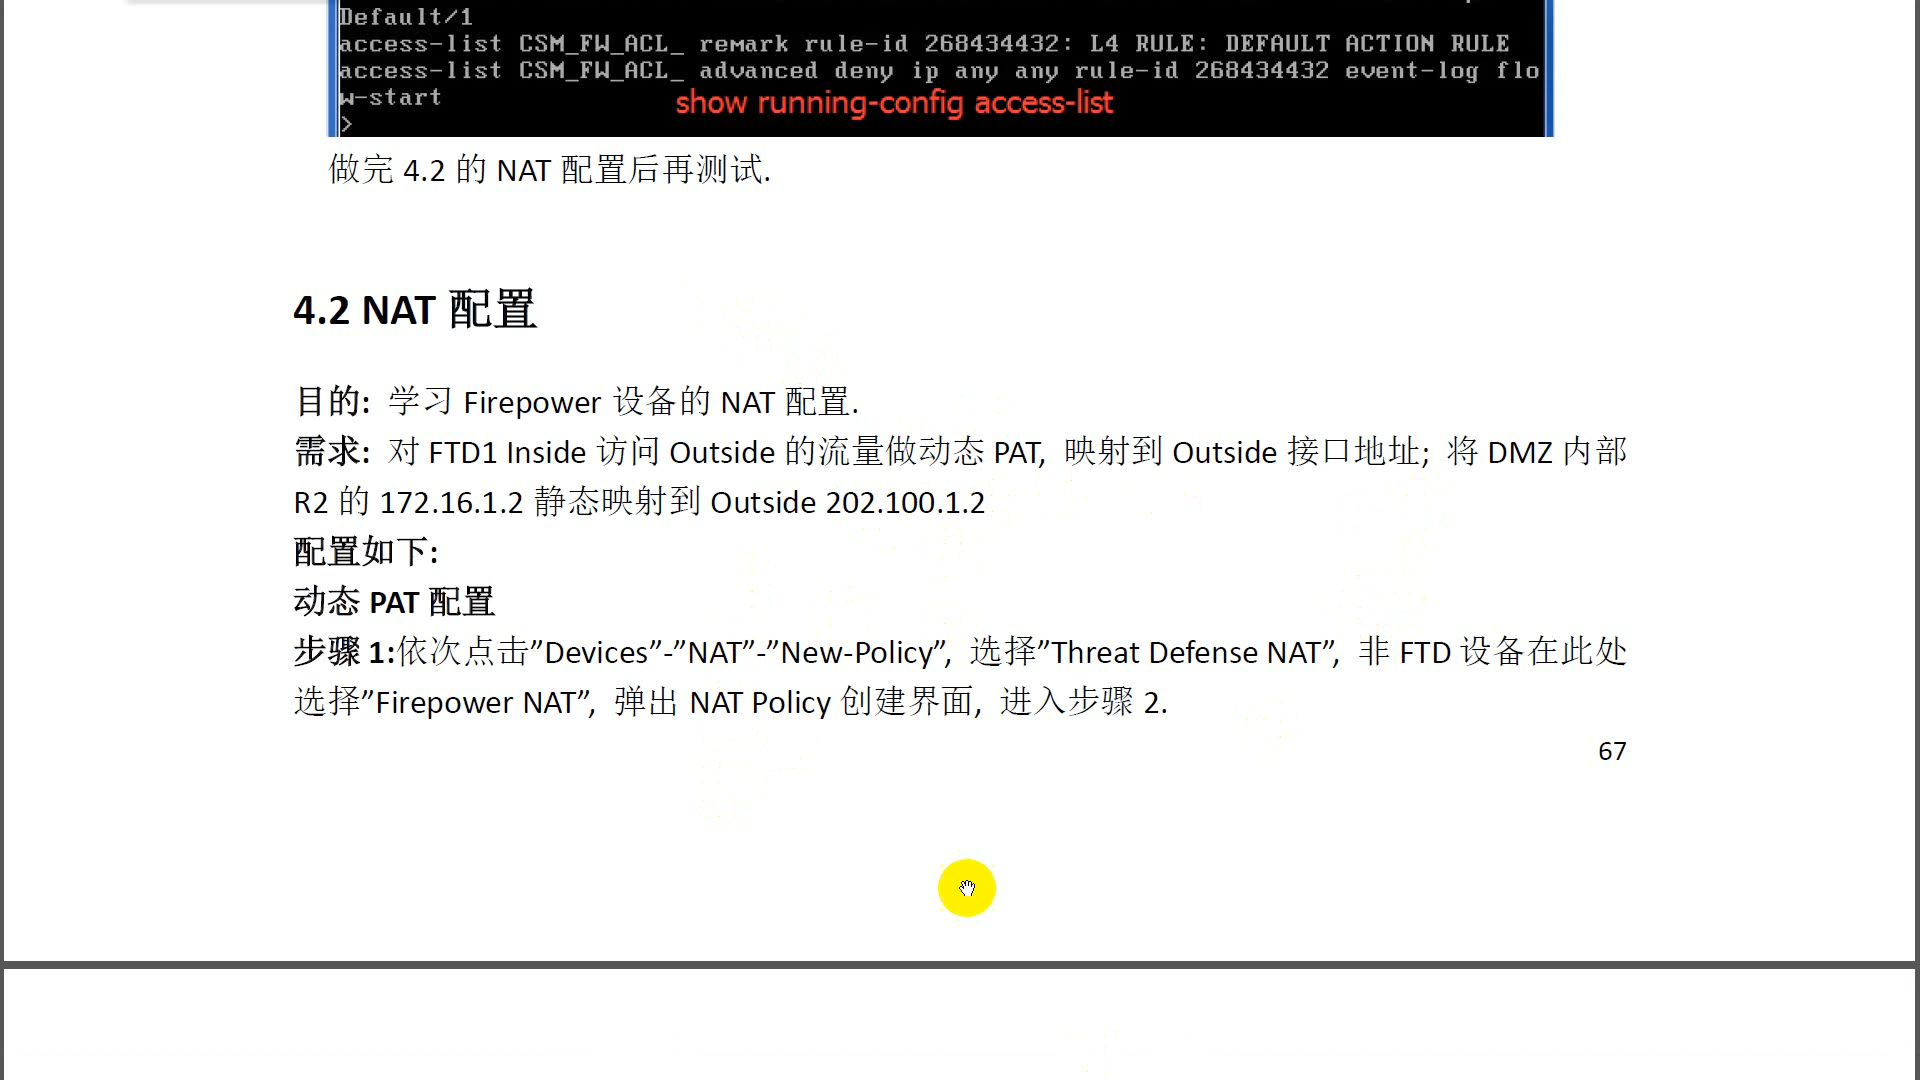 Default/1
access-list CSM_FW_ACL_ remark rule-id 268434432: L4 RULE: DEFAULT ACTION RULE
access-list CSM_FW_ACL_ advanced deny ip any any rule-id 268434432 event-log flo
w-start
show running-config access-list
>
做完 4.2 的 NAT 配置后再测试.
4.2 NAT 配置
目的: 学习 Firepower 设备的 NAT 配置.
需求: 对 FTD1 Inside 访问 Outside 的流量做动态 PAT, 映射到 Outside 接口地址; 将 DMZ 内部
R2 的 172.16.1.2 静态映射到 Outside 202.100.1.2
配置如下:
动态 PAT 配置
步骤 1:依次点击”Devices”-”NAT”-”New-Policy”, 选择”Threat Defense NAT”, 非 FTD 设备在此处
选择”Firepower NAT”, 弹出 NAT Policy 创建界面, 进入步骤 2.
67